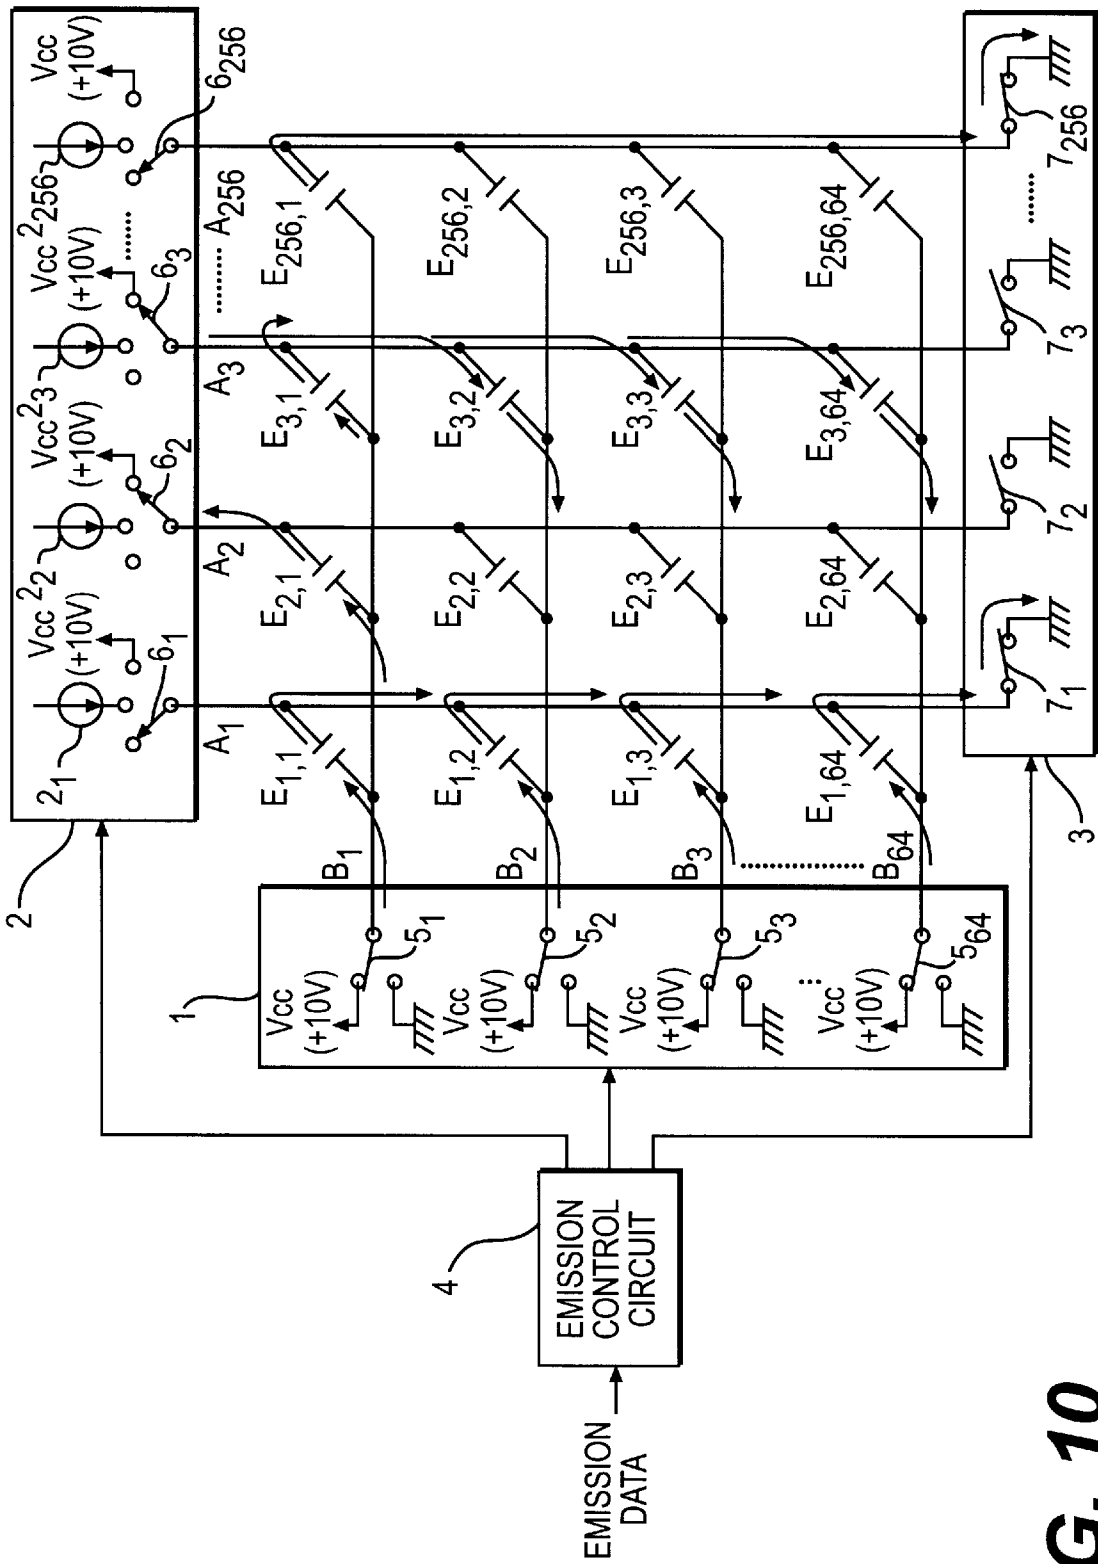 2
2₁
Vcc
(+10V)
2₂
Vcc
(+10V)
2₃
Vcc
(+10V)
2₂₅₆
Vcc
(+10V)
6₁
6₂
6₃
........
6₂₅₆
A₁
A₂
A₃
........
A₂₅₆
1
Vcc
(+10V)
5₁
B₁
E₁,₁
E₂,₁
E₃,₁
E₂₅₆,₁
Vcc
(+10V)
5₂
B₂
E₁,₂
E₂,₂
E₃,₂
E₂₅₆,₂
Vcc
(+10V)
5₃
B₃
E₁,₃
E₂,₃
E₃,₃
E₂₅₆,₃
...
..............
Vcc
(+10V)
5₆₄
B₆₄
E₁,₆₄
E₂,₆₄
E₃,₆₄
E₂₅₆,₆₄
7₁
7₂
7₃
........
7₂₅₆
3
4
EMISSION
CONTROL
CIRCUIT
EMISSION
DATA
G. 10